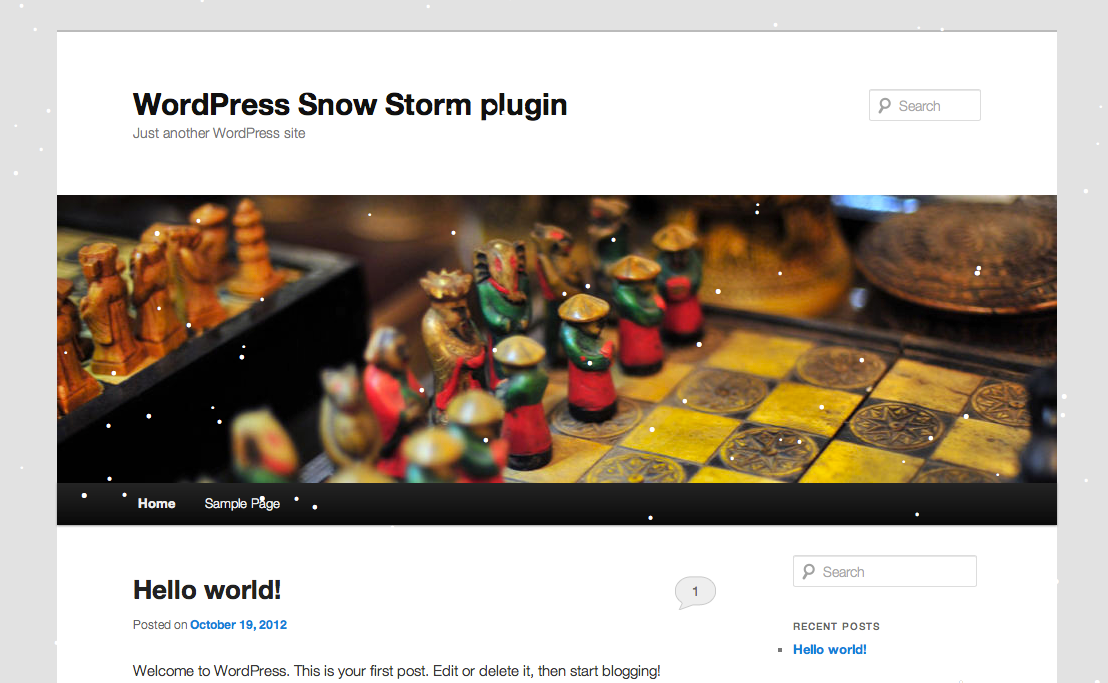 WordPress Snow Storm plugin
Just another WordPress site
Search
Home
Sample Page
Hello world!
1
Posted on October 19, 2012
Welcome to WordPress. This is your first post. Edit or delete it, then start blogging!
Search
RECENT POSTS
Hello world!